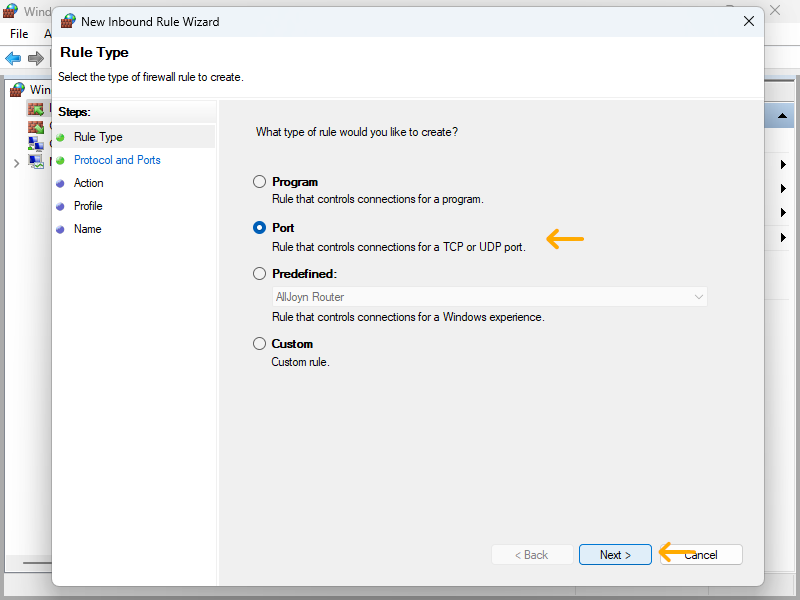 Wind
New Inbound Rule Wizard
File
Rule Type
Select the type of firewall rule to create.
Win
Steps:
Rule Type
Protocol and Ports
Action
Profile
Name
What type of rule would you like to create?
Program
Rule that controls connections for a program.
Port
Rule that controls connections for a TCP or UDP port.
Predefined:
AllJoyn Router
Rule that controls connections for a Windows experience.
Custom
Custom rule.
< Back
Next >
Cancel